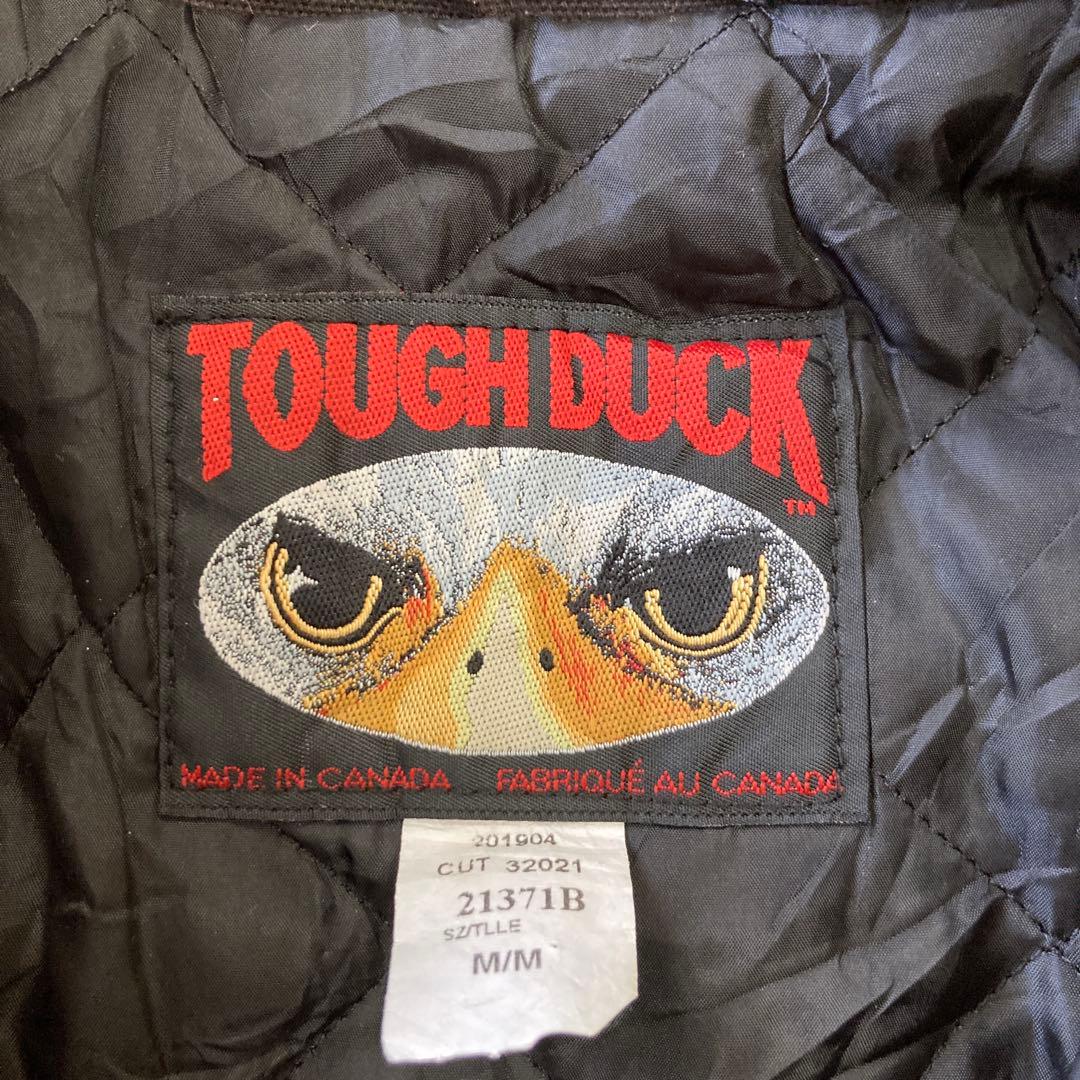 TOUGH DUCK
TM
MADE IN CANADA FABRIQUÉ AU CANADA
201904
CUT 32021
21371B
SZ/TLLE
M/M